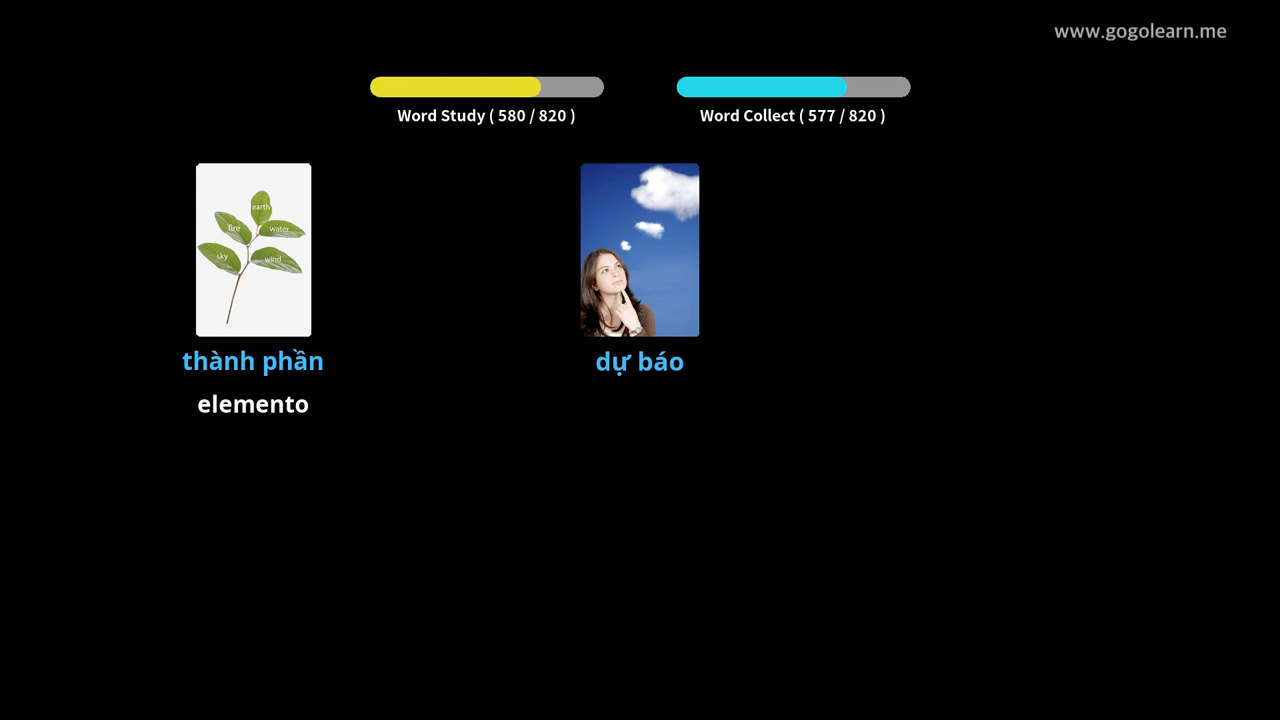 www.gogolearn.me
Word Study ( 580 / 820 )
Word Collect ( 577 / 820 )
earth
fire
water
sky
wind
thành phần
dự báo
elemento